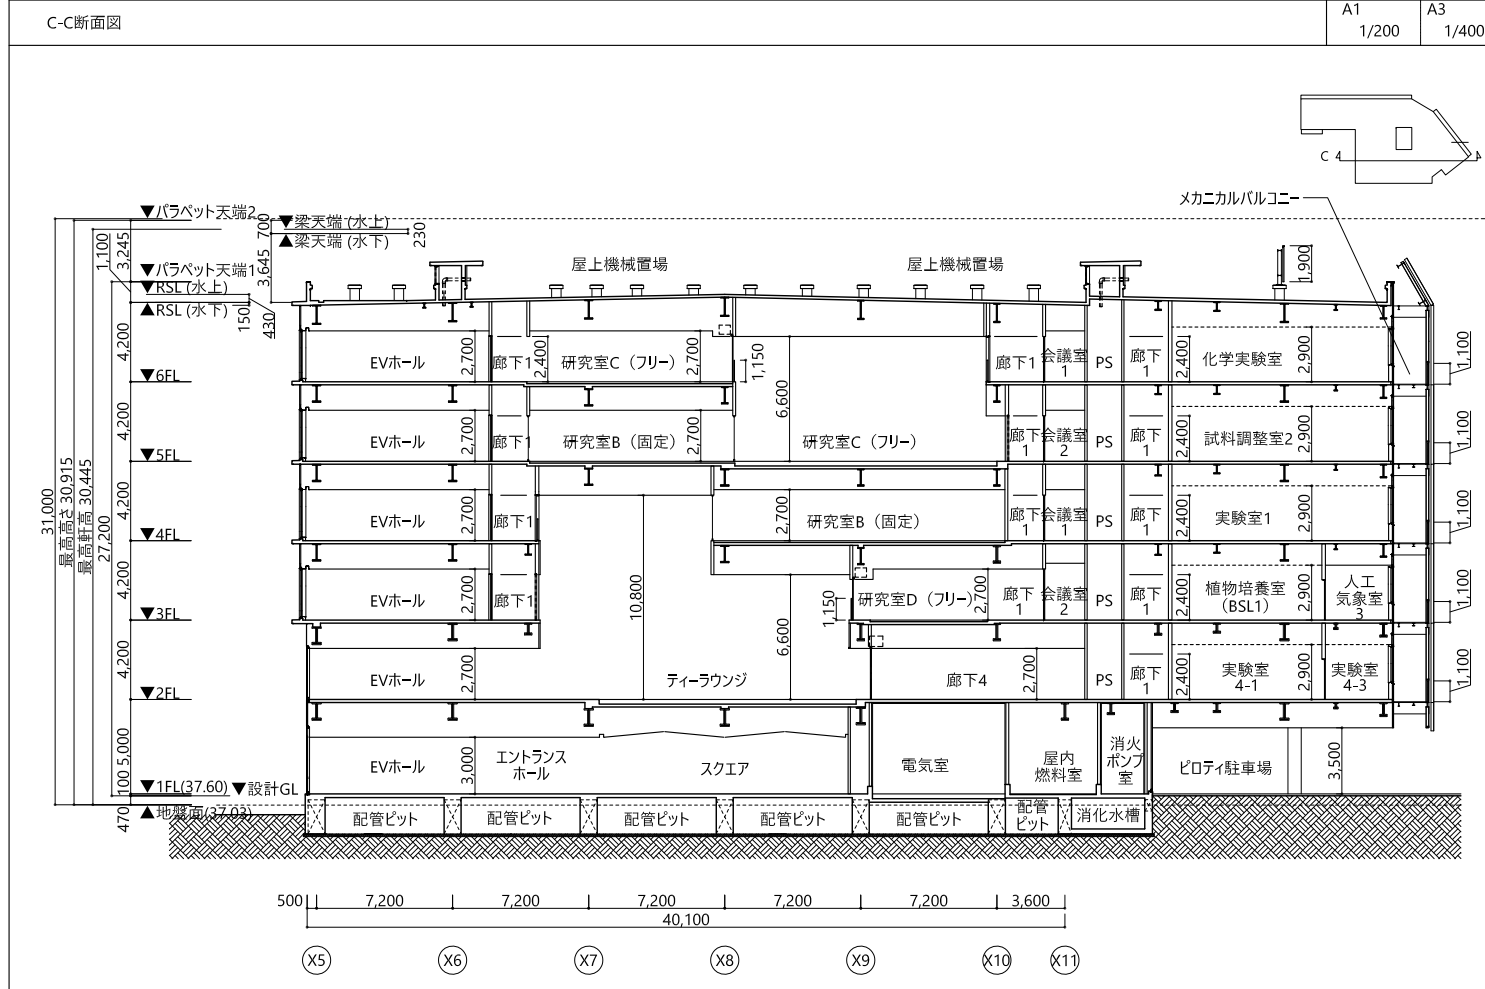 C-C断面図
A1
1/200
A3
1/400
C
メカニカルバルコニー
▼パラペット天端2
700
▼梁天端 (水上)
▲梁天端 (水下)
230
1,100
3,245
3,645
▼パラペット天端1
▼RSL (水上)
▲RSL (水下)
150
430
屋上機械置場
屋上機械置場
1,900
31,000
最高高さ 30,915
最高軒高 30,445
27,200
4,200
EVホール
2,700
廊下1
2,400
研究室C（フリー）
2,700
1,150
6,600
廊下1
会議室
1
PS
廊下
1
2,400
化学実験室
2,900
1,100
▼6FL
4,200
EVホール
2,700
廊下1
研究室B（固定）
2,700
研究室C（フリー）
廊下
1
会議室
2
PS
廊下
1
2,400
試料調整室2
2,900
1,100
▼5FL
4,200
EVホール
2,700
廊下1
2,700
研究室B（固定）
廊下
1
会議室
1
PS
廊下
1
2,400
実験室1
2,900
1,100
▼4FL
4,200
EVホール
2,700
廊下1
10,800
1,150
研究室D（フリー）
2,700
廊下
1
会議室
2
PS
廊下
1
2,400
植物培養室
（BSL1）
2,900
人工
気象室
3
1,100
▼3FL
4,200
EVホール
2,700
ティーラウンジ
6,600
廊下4
2,700
PS
廊下
1
2,400
実験室
4-1
2,900
実験室
4-3
1,100
▼2FL
5,000
EVホール
3,000
エントランス
ホール
スクエア
電気室
屋内
燃料室
消火
ポンプ
室
ピロティ駐車場
3,500
▼1FL(37.60)
▼設計GL
100
470
▲地盤面(37.03)
配管ピット
配管ピット
配管ピット
配管ピット
配管ピット
配管
ピット
消化水槽
500
7,200
7,200
7,200
7,200
7,200
3,600
40,100
X5
X6
X7
X8
X9
X10
X11